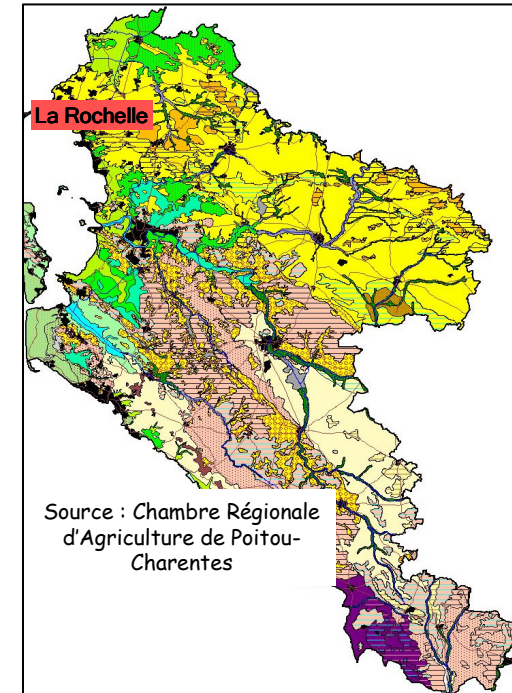 La Rochelle
Source : Chambre Régionale
d'Agriculture de Poitou-
Charentes